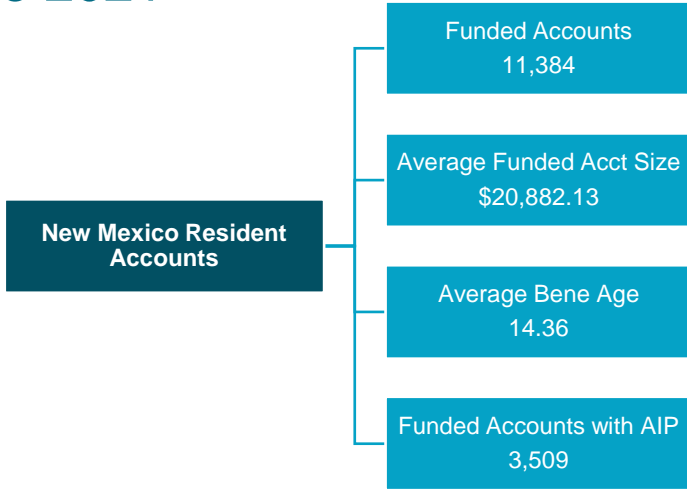 Funded Accounts
11,384
Average Funded Acct Size
$20,882.13
New Mexico Resident
Accounts
Average Bene Age
14.36
Funded Accounts with AIP
3,509